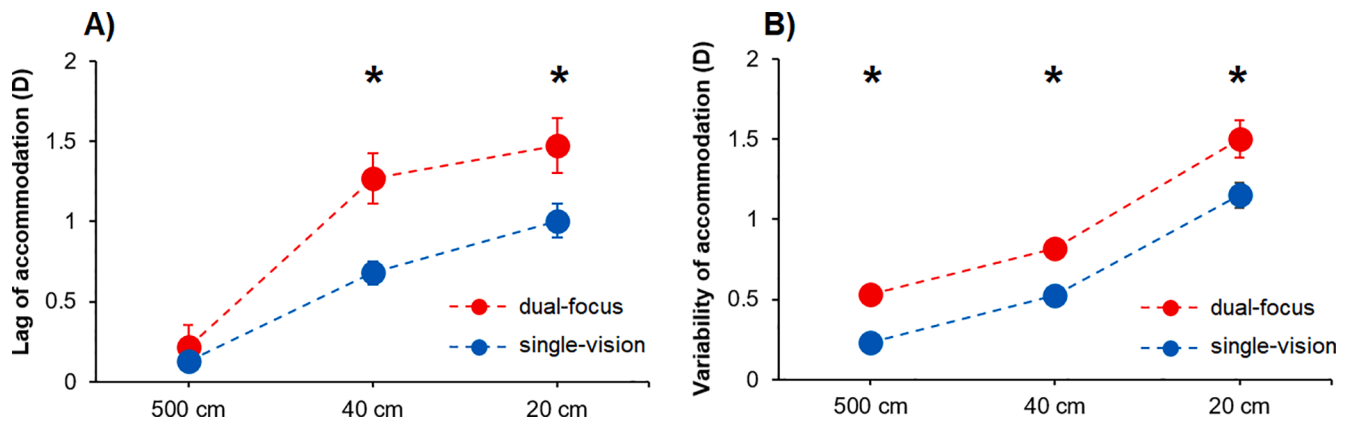 A)
Lag of accommodation (D)
2
1.5
1
0.5
0
*
*
dual-focus
single-vision
500 cm
40 cm
20 cm
B)
Variability of accommodation (D)
2
1.5
1
0.5
0
*
*
*
dual-focus
single-vision
500 cm
40 cm
20 cm